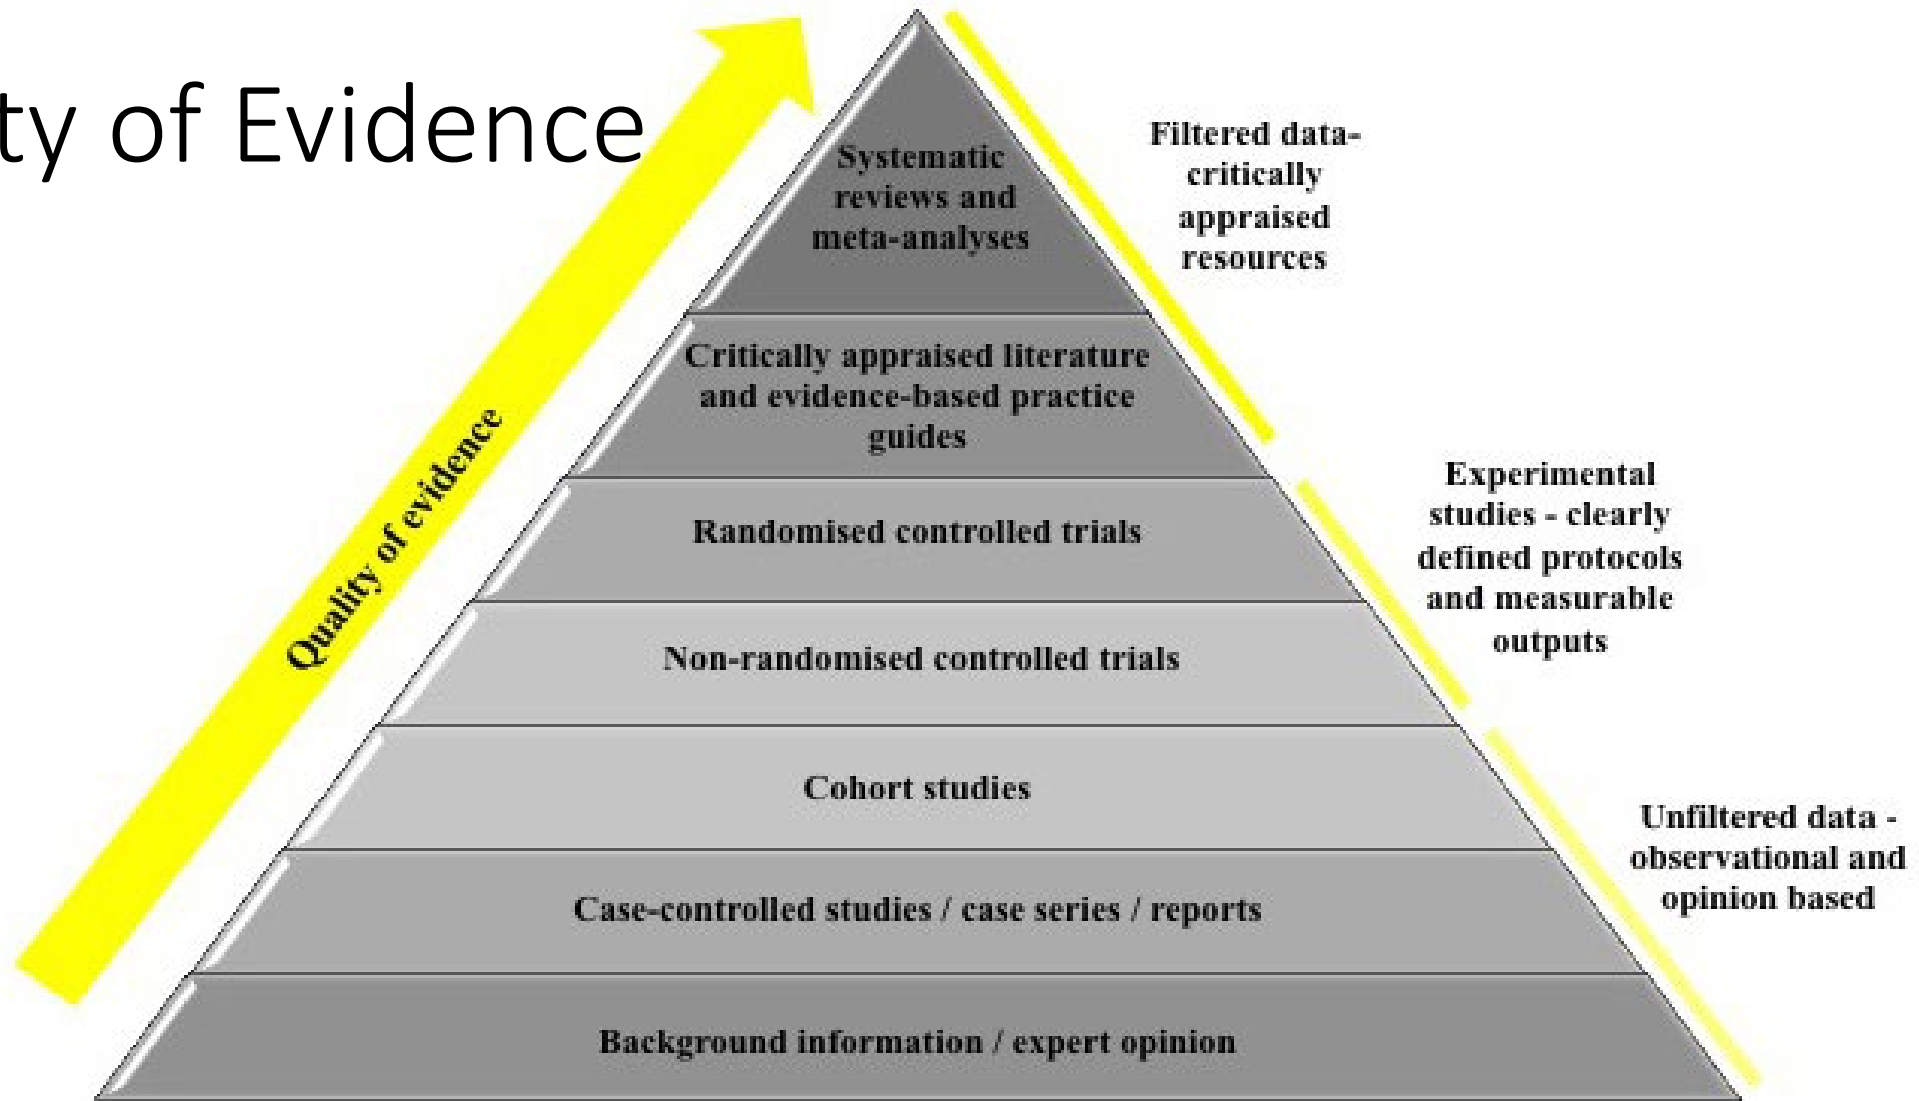 ty of Evidence
Systematic
reviews and
meta-analyses
Filtered data-
critically
appraised
resources
Critically appraised literature
and evidence-based practice
guides
Quality of evidence
Randomised controlled trials
Experimental
studies - clearly
defined protocols
and measurable
outputs
Non-randomised controlled trials
Cohort studies
Unfiltered data -
observational and
opinion based
Case-controlled studies / case series / reports
Background information / expert opinion